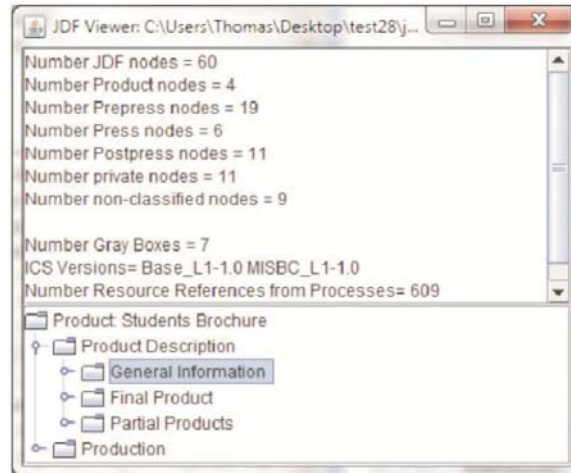 JDF Viewer: C:\Users\Thomas\Desktop\test28\j...
Number JDF nodes = 60
Number Product nodes = 4
Number Prepress nodes = 19
Number Press nodes = 6
Number Postpress nodes = 11
Number private nodes = 11
Number non-classified nodes = 9
Number Gray Boxes = 7
ICS Versions= Base_L1-1.0 MISBC_L1-1.0
Number Resource References from Processes= 609
Product: Students Brochure
Product Description
General Information
Final Product
Partial Products
Production